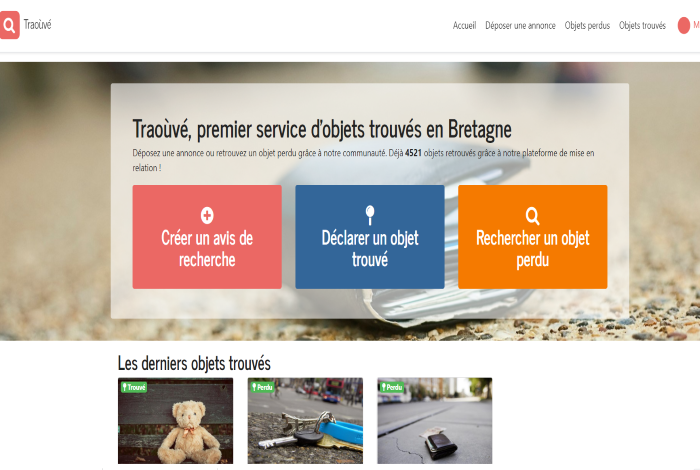 Traoùvé
Accueil Déposer une annonce Objets perdus Objets trouvés
Traoùvé, premier service d'objets trouvés en Bretagne
Déposez une annonce ou retrouvez un objet perdu grâce à notre communauté. Déjà 4521 objets retrouvés grâce à notre plateforme de mise en
relation !
Créer un avis de
recherche
Déclarer un objet
trouvé
Rechercher un objet
perdu
Les derniers objets trouvés
Trouvé
Perdu
Perdu